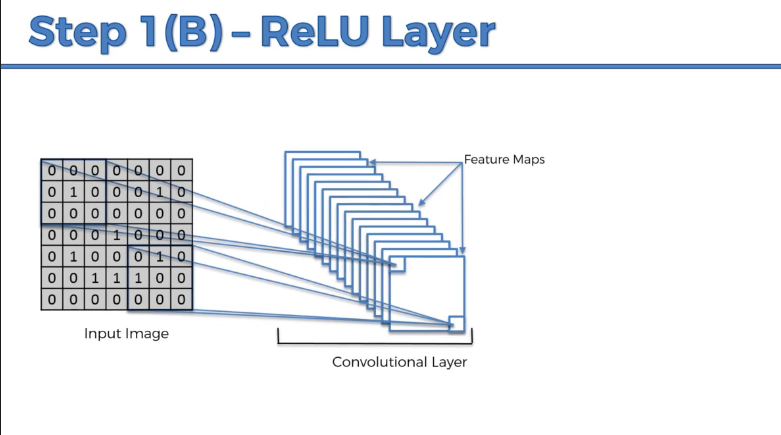 Step 1(B) – ReLU Layer
Feature Maps
0 0 0 0 0 0 0
0 1 0 0 0 1 0
0 0 0 0 0 0 0
0 0 0 1 0 0 0
0 1 0 0 0 1 0
0 0 1 1 1 0 0
0 0 0 0 0 0 0
Input Image
Convolutional Layer